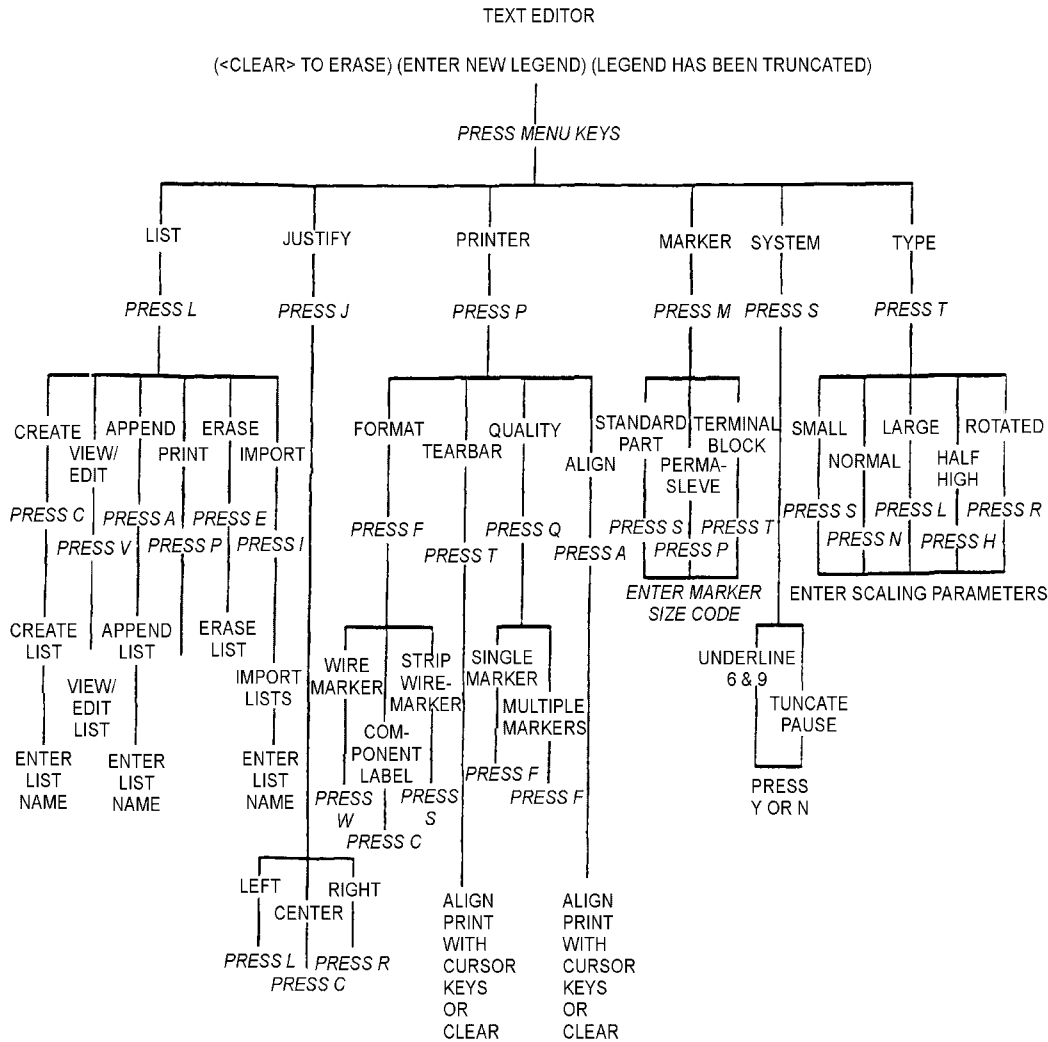 TEXT EDITOR
(<CLEAR> TO ERASE) (ENTER NEW LEGEND) (LEGEND HAS BEEN TRUNCATED)
PRESS MENU KEYS
LIST
JUSTIFY
PRINTER
MARKER
SYSTEM
TYPE
PRESS L
PRESS J
PRESS P
PRESS M
PRESS S
PRESS T
CREATE
VIEW/
EDIT
APPEND
PRINT
ERASE
IMPORT
PRESS C
PRESS V
PRESS A
PRESS P
PRESS E
PRESS I
CREATE
LIST
VIEW/
EDIT
LIST
APPEND
LIST
ERASE
LIST
IMPORT
LISTS
ENTER
LIST
NAME
ENTER
LIST
NAME
ENTER
LIST
NAME
LEFT
CENTER
RIGHT
PRESS L
PRESS C
PRESS R
FORMAT
TEARBAR
QUALITY
ALIGN
PRESS F
PRESS T
PRESS Q
PRESS A
WIRE
MARKER
COM-
PONENT
LABEL
STRIP
WIRE-
MARKER
PRESS
W
PRESS C
PRESS
S
SINGLE
MARKER
MULTIPLE
MARKERS
PRESS F
PRESS F
ALIGN
PRINT
WITH
CURSOR
KEYS
OR
CLEAR
ALIGN
PRINT
WITH
CURSOR
KEYS
OR
CLEAR
STANDARD
PART
PERMA-
SLEVE
TERMINAL
BLOCK
PRESS S
PRESS P
PRESS T
ENTER MARKER
SIZE CODE
UNDERLINE
6 & 9
TUNCATE
PAUSE
PRESS
Y OR N
SMALL
NORMAL
LARGE
HALF
HIGH
ROTATED
PRESS S
PRESS N
PRESS L
PRESS H
PRESS R
ENTER SCALING PARAMETERS